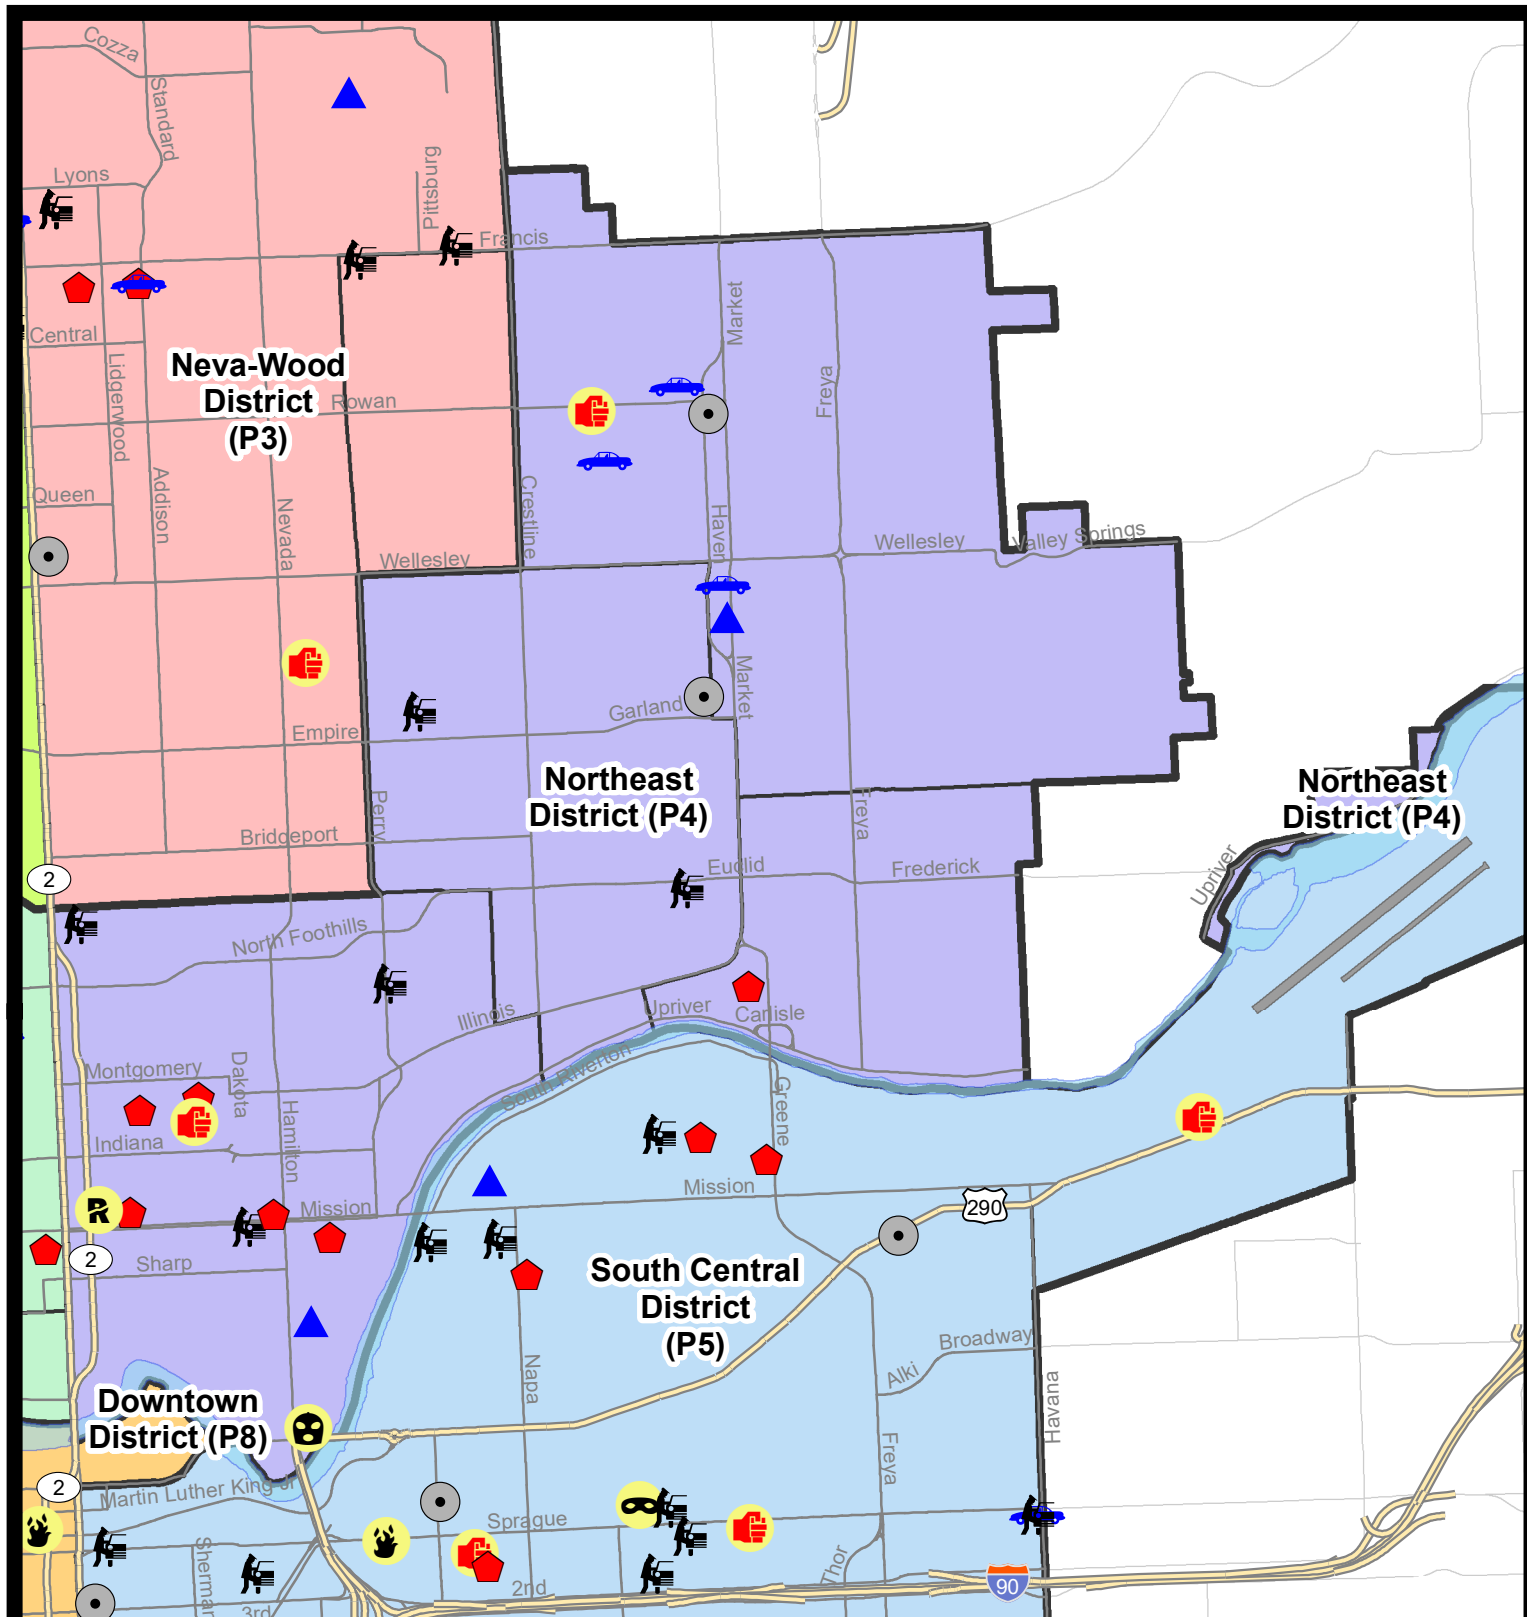 Cozza
Standard
Lyons
Pittsburg
Francis
Central
Lidgerwood
Neva-Wood
District
(P3)
Rowan
Market
Freya
Queen
Addison
Nevada
Crestline
Haven
Wellesley
Wellesley
Valley Springs
Garland
Market
Empire
Northeast
District (P4)
Northeast
District (P4)
Perry
Freya
Bridgeport
Euclid
Frederick
Upriver
2
North Foothills
Illinois
Upriver
Carlisle
South Riverton
Montgomery
Dakota
Hamilton
Greene
Indiana
R
Mission
Mission
290
2
Sharp
South Central
District
(P5)
Napa
Broadway
Alki
Havana
Downtown
District (P8)
Freya
2
Martin Luther King Jr
Sprague
Sherman
Thor
2nd
3rd
90